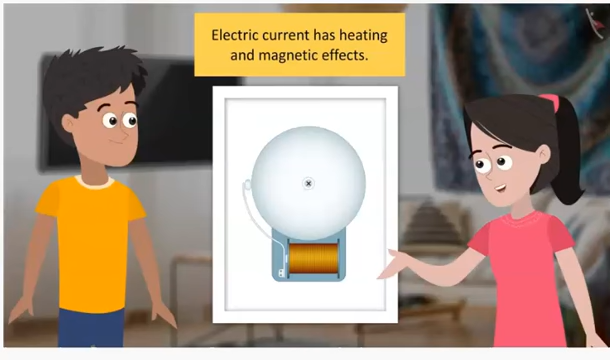 Electric current has heating
and magnetic effects.